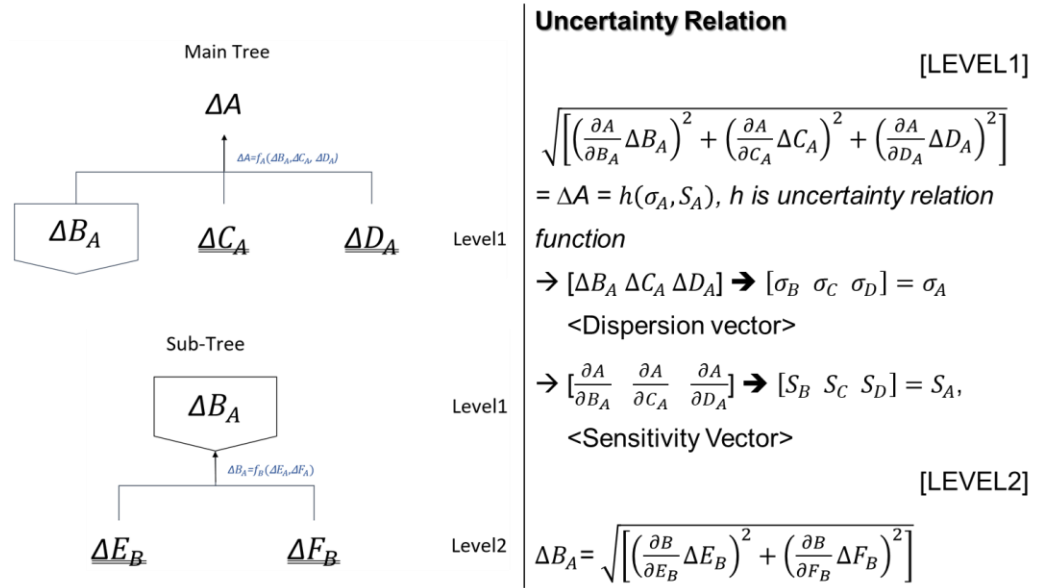 Main Tree
ΔA
ΔA=f_A(ΔB_A,ΔC_A, ΔD_A)
ΔB_A
ΔC_A
ΔD_A
Level1
Sub-Tree
ΔB_A
Level1
ΔB_A=f_B(ΔE_A,ΔF_A)
ΔE_B
ΔF_B
Level2
Uncertainty Relation
[LEVEL1]
√[(∂A/∂B_A ΔB_A)² + (∂A/∂C_A ΔC_A)² + (∂A/∂D_A ΔD_A)²]
= ΔA = h(σ_A, S_A), h is uncertainty relation
function
→ [ΔB_A ΔC_A ΔD_A] ➔ [σ_B σ_C σ_D] = σ_A
<Dispersion vector>
→ [∂A/∂B_A ∂A/∂C_A ∂A/∂D_A] ➔ [S_B S_C S_D] = S_A,
<Sensitivity Vector>
[LEVEL2]
ΔB_A= √[(∂B/∂E_B ΔE_B)² + (∂B/∂F_B ΔF_B)²]